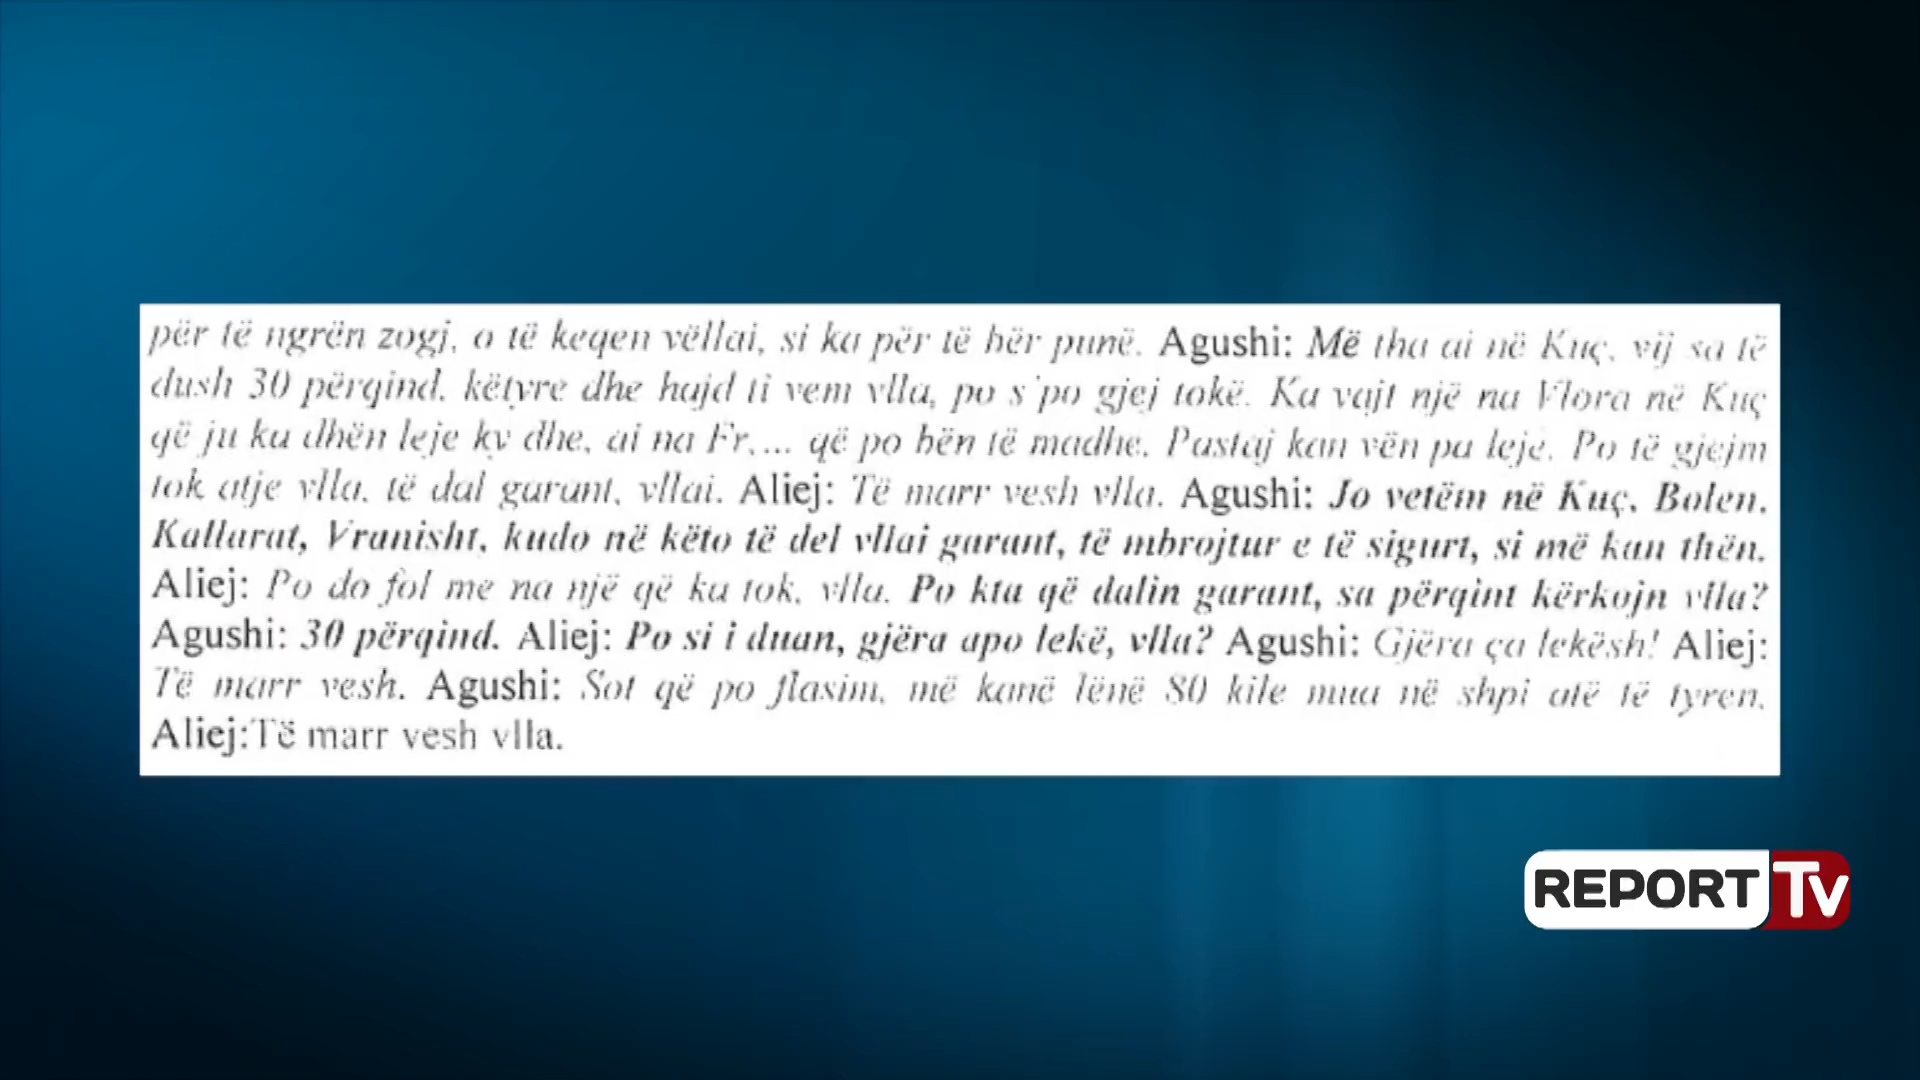 për të ngrën zogj, o të keqen vëllai, si ka për të bër punë. Agushi: Më tha ai në Kuç, vij sa të
dush 30 përqind, këtyre dhe hajd ti vem vlla, po s'po gjej tokë. Ka vajt një na Vlora në Kuç
që ju ka dhën leje ky dhe, ai na Fr,... që po bën të madhe. Pastaj kan vën pa leje. Po të gjejm
tok atje vlla, të dal garant, vllai. Aliej: Të marr vesh vlla. Agushi: Jo vetëm në Kuç, Bolen,
Kallarat, Vranisht, kudo në këto të del vllai garant, të mbrojtur e të sigurt, si më kan thën.
Aliej: Po do fol me na një që ka tok, vlla. Po kta që dalin garant, sa përqint kërkojn vlla?
Agushi: 30 përqind. Aliej: Po si i duan, gjëra apo lekë, vlla? Agushi: Gjëra ça lekësh! Aliej:
Të marr vesh. Agushi: Sot që po flasim, më kanë lënë 80 kile mua në shpi atë të tyren.
Aliej:Të marr vesh vlla.
REPORT Tv